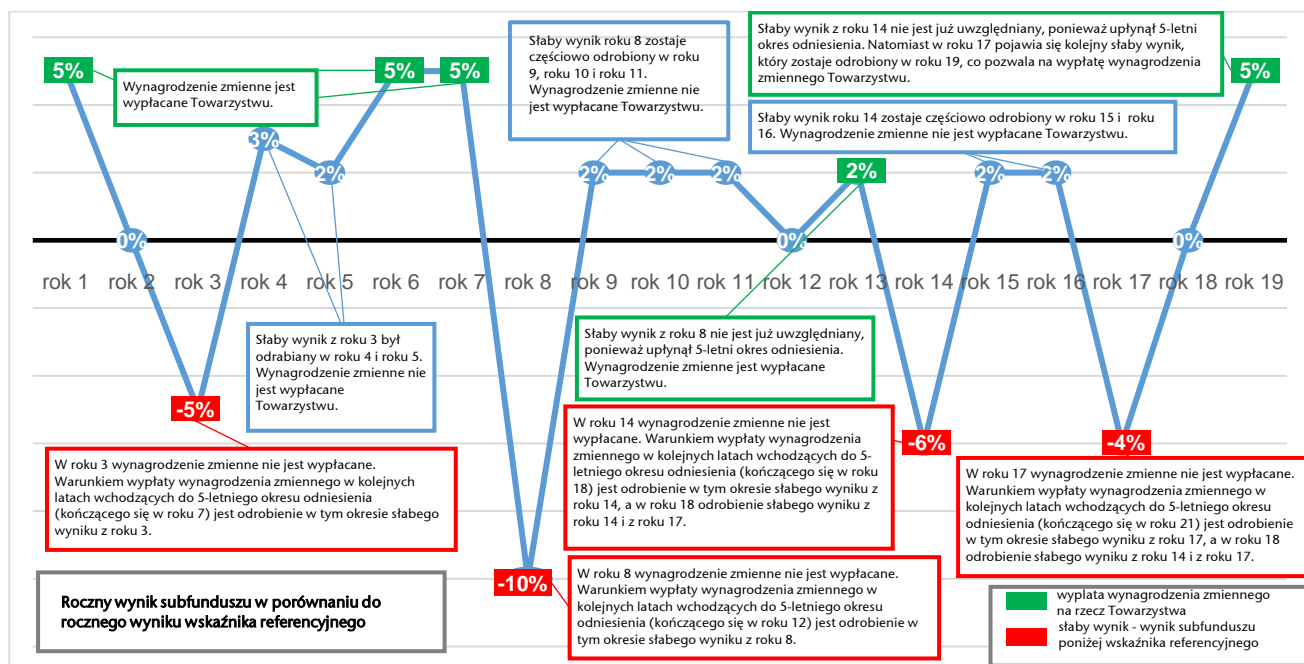 Słaby wynik z roku 14 nie jest już uwzględniany, ponieważ upłynął 5-letni
okres odniesienia. Natomiast w roku 17 pojawia się kolejny słaby wynik,
który zostaje odrobiony w roku 19, co pozwala na wypłatę wynagrodzenia
zmiennego Towarzystwu.
Słaby wynik roku 8 zostaje
częściowo odrobiony w roku
9, roku 10 i roku 11.
Wynagrodzenie zmienne nie
jest wypłacane Towarzystwu.
Wynagrodzenie zmienne jest
wypłacane Towarzystwu.
Słaby wynik roku 14 zostaje częściowo odrobiony w roku 15 i roku
16. Wynagrodzenie zmienne nie jest wypłacane Towarzystwu.
5%
0%
-5%
3%
2%
5%
5%
-10%
2%
2%
2%
0%
2%
-6%
2%
2%
-4%
0%
5%
rok 1
rok 2
rok 3
rok 4
rok 5
rok 6
rok 7
rok 8
rok 9
rok 10
rok 11
rok 12
rok 13
rok 14
rok 15
rok 16
rok 17
rok 18
rok 19
Słaby wynik z roku 3 był
odrabiany w roku 4 i roku 5.
Wynagrodzenie zmienne nie
jest wypłacane
Towarzystwu.
Słaby wynik z roku 8 nie jest już uwzględniany,
ponieważ upłynął 5-letni okres odniesienia.
Wynagrodzenie zmienne jest wypłacane
Towarzystwu.
W roku 3 wynagrodzenie zmienne nie jest wypłacane.
Warunkiem wypłaty wynagrodzenia zmiennego w kolejnych
latach wchodzących do 5-letniego okresu odniesienia
(kończącego się w roku 7) jest odrobienie w tym okresie słabego
wyniku z roku 3.
W roku 14 wynagrodzenie zmienne nie jest
wypłacane. Warunkiem wypłaty wynagrodzenia
zmiennego w kolejnych latach wchodzących do 5-
letniego okresu odniesienia (kończącego się w roku
18) jest odrobienie w tym okresie słabego wyniku z
roku 14, a w roku 18 odrobienie słabego wyniku z
roku 14 i z roku 17.
W roku 17 wynagrodzenie zmienne nie jest wypłacane.
Warunkiem wypłaty wynagrodzenia zmiennego w
kolejnych latach wchodzących do 5-letniego okresu
odniesienia (kończącego się w roku 21) jest odrobienie
w tym okresie słabego wyniku z roku 17, a w roku 18
odrobienie słabego wyniku z roku 14 i z roku 17.
W roku 8 wynagrodzenie zmienne nie jest wypłacane.
Warunkiem wypłaty wynagrodzenia zmiennego w
kolejnych latach wchodzących do 5-letniego okresu
odniesienia (kończącego się w roku 12) jest odrobienie w
tym okresie słabego wyniku z roku 8.
Roczny wynik subfunduszu w porównaniu do
rocznego wyniku wskaźnika referencyjnego
wyplata wynagrodzenia zmiennego
na rzecz Towarzystwa
słaby wynik - wynik subfunduszu
poniżej wskaźnika referencyjnego